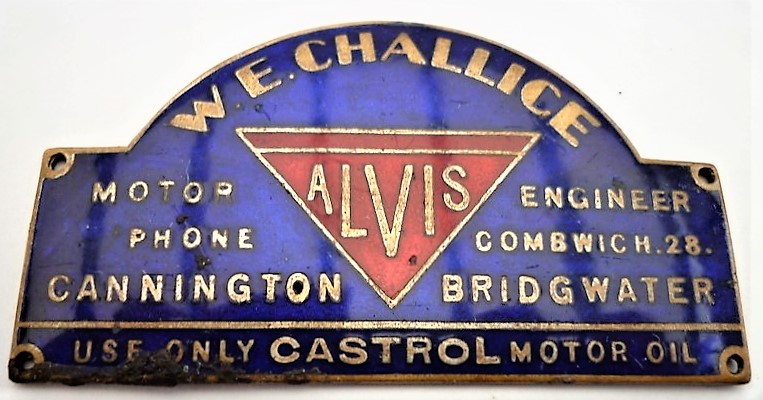 W.E. CHALLICE
ALVIS
MOTOR ENGINEER
PHONE COMBWICH.28.
CANNINGTON BRIDGWATER
USE ONLY CASTROL MOTOR OIL